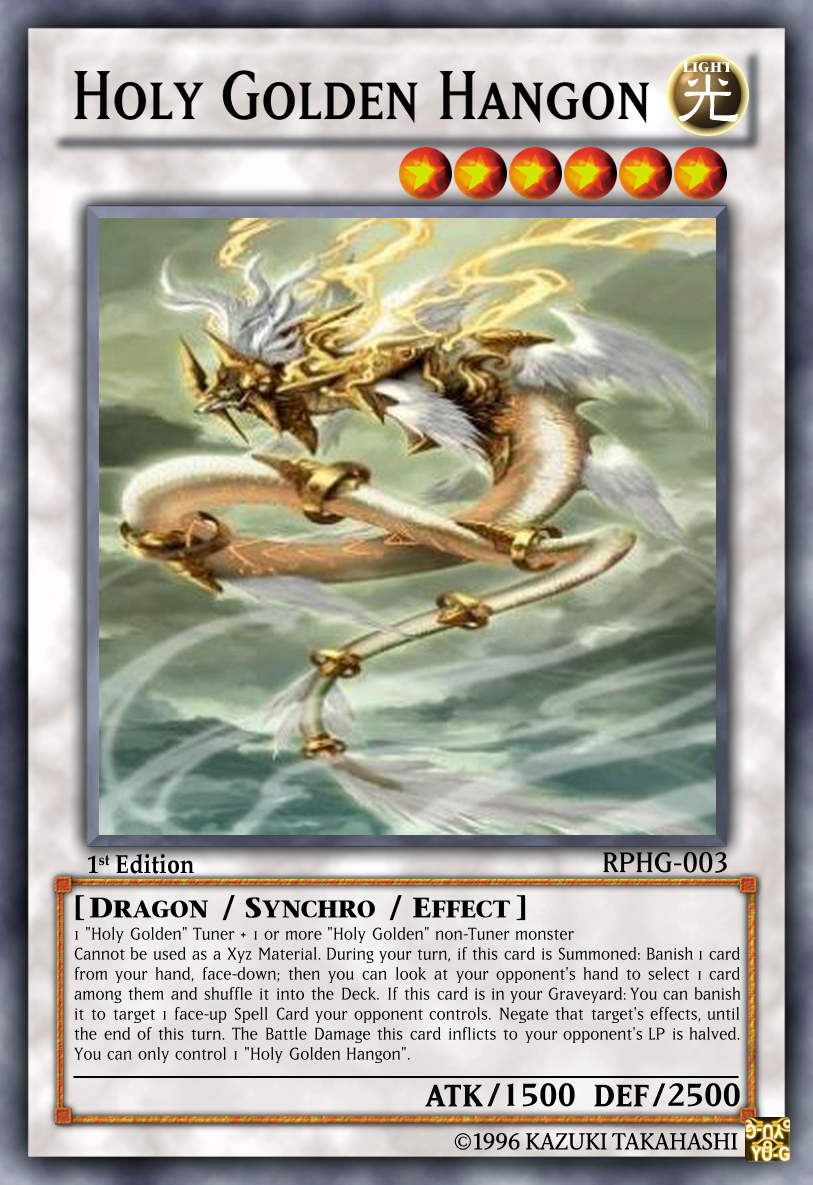 Holy Golden Hangon
LIGHT
光
1st Edition
RPHG-003
[ Dragon / Synchro / Effect ]
1 "Holy Golden" Tuner + 1 or more "Holy Golden" non-Tuner monster
Cannot be used as a Xyz Material. During your turn, if this card is Summoned: Banish 1 card
from your hand, face-down; then you can look at your opponent's hand to select 1 card
among them and shuffle it into the Deck. If this card is in your Graveyard: You can banish
it to target 1 face-up Spell Card your opponent controls. Negate that target's effects, until
the end of this turn. The Battle Damage this card inflicts to your opponent's LP is halved.
You can only control 1 "Holy Golden Hangon".
ATK/1500 DEF/2500
©1996 KAZUKI TAKAHASHI